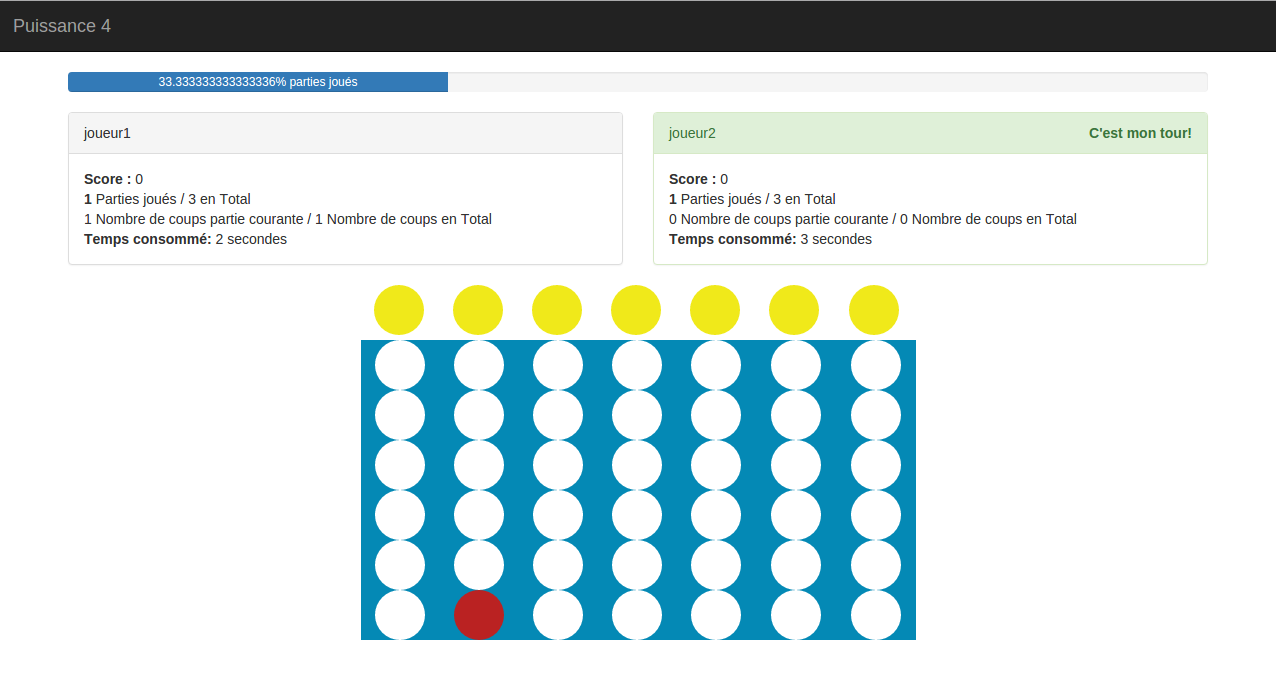 Puissance 4
33.333333333333336% parties joués
joueur1
Score : 0
1 Parties joués / 3 en Total
1 Nombre de coups partie courante / 1 Nombre de coups en Total
Temps consommé: 2 secondes
joueur2 C'est mon tour!
Score : 0
1 Parties joués / 3 en Total
0 Nombre de coups partie courante / 0 Nombre de coups en Total
Temps consommé: 3 secondes